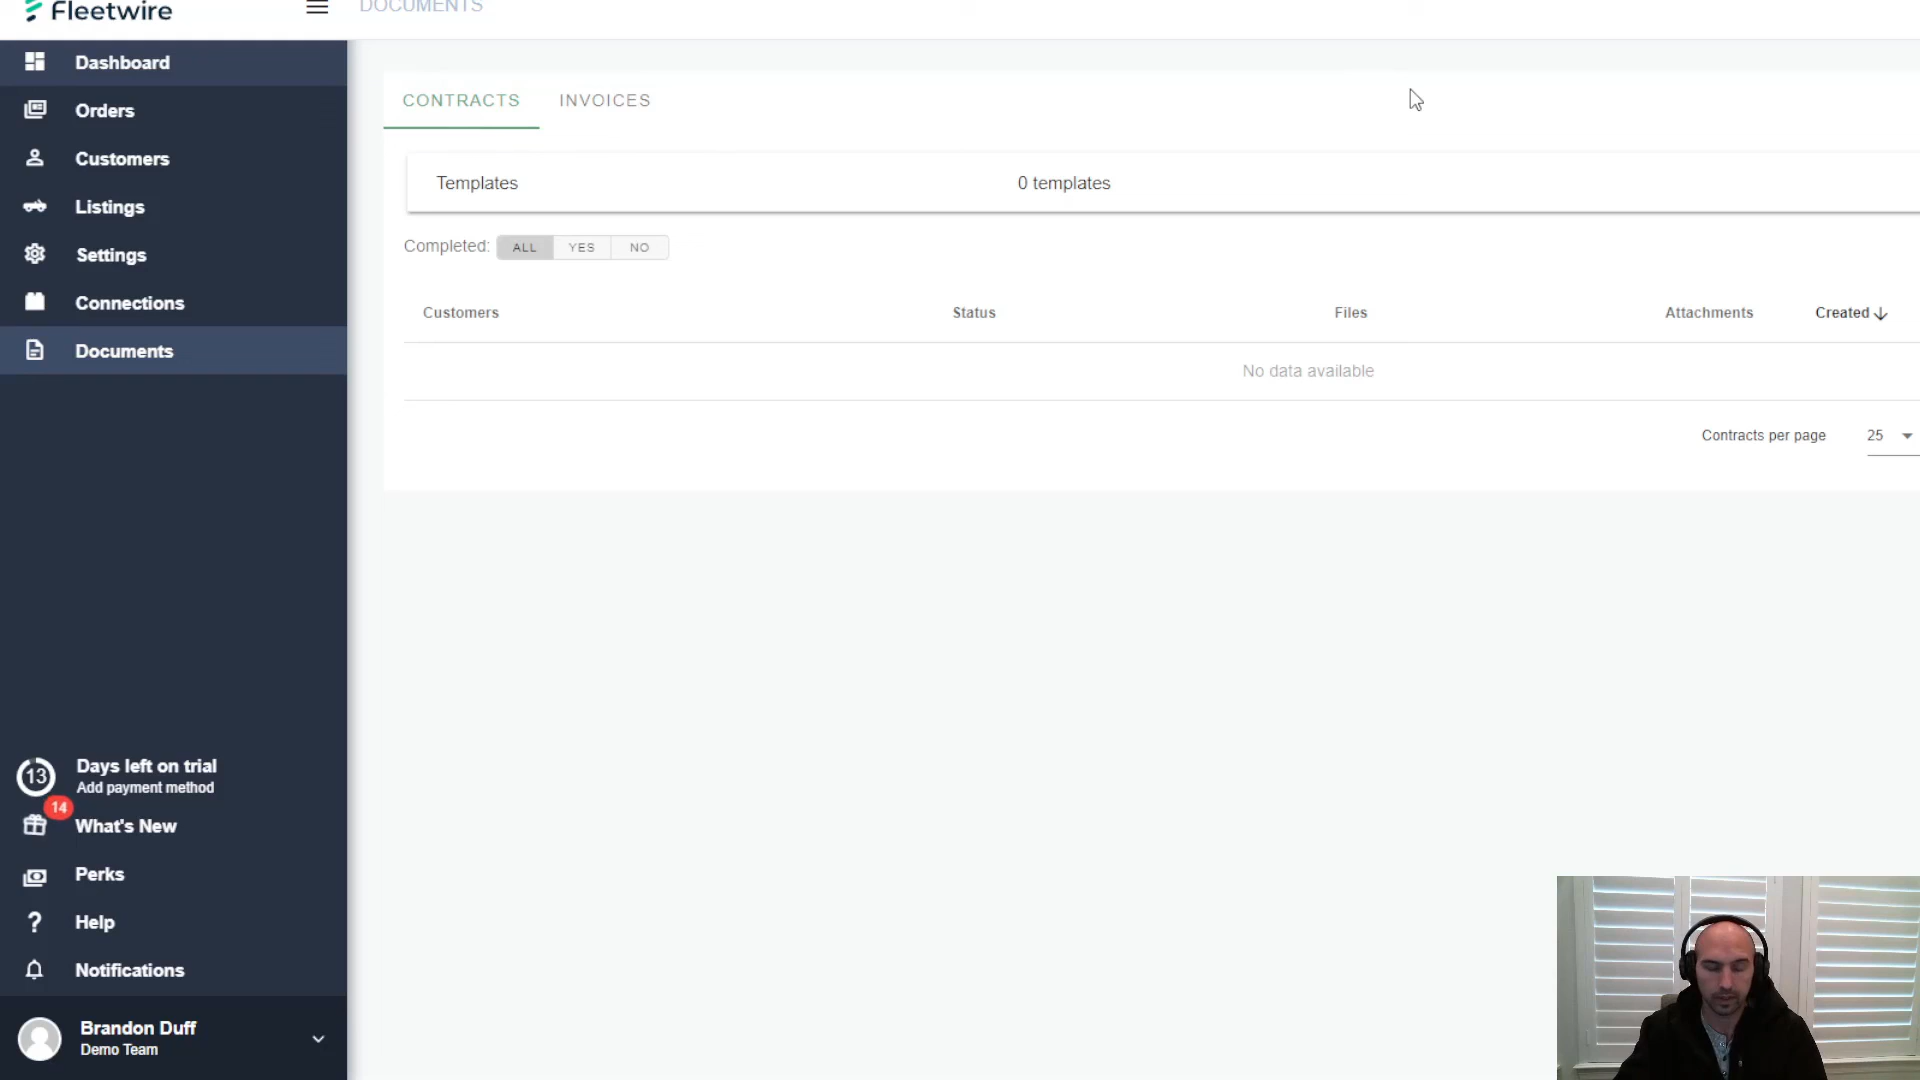 Fleetwire
DOCUMENTS
Dashboard
Orders
Customers
Listings
Settings
Connections
Documents
13
Days left on trial
Add payment method
14
What's New
Perks
Help
Notifications
Brandon Duff
Demo Team
CONTRACTS INVOICES
Templates 0 templates
Completed: ALL YES NO
Customers Status Files Attachments Created
No data available
Contracts per page 25